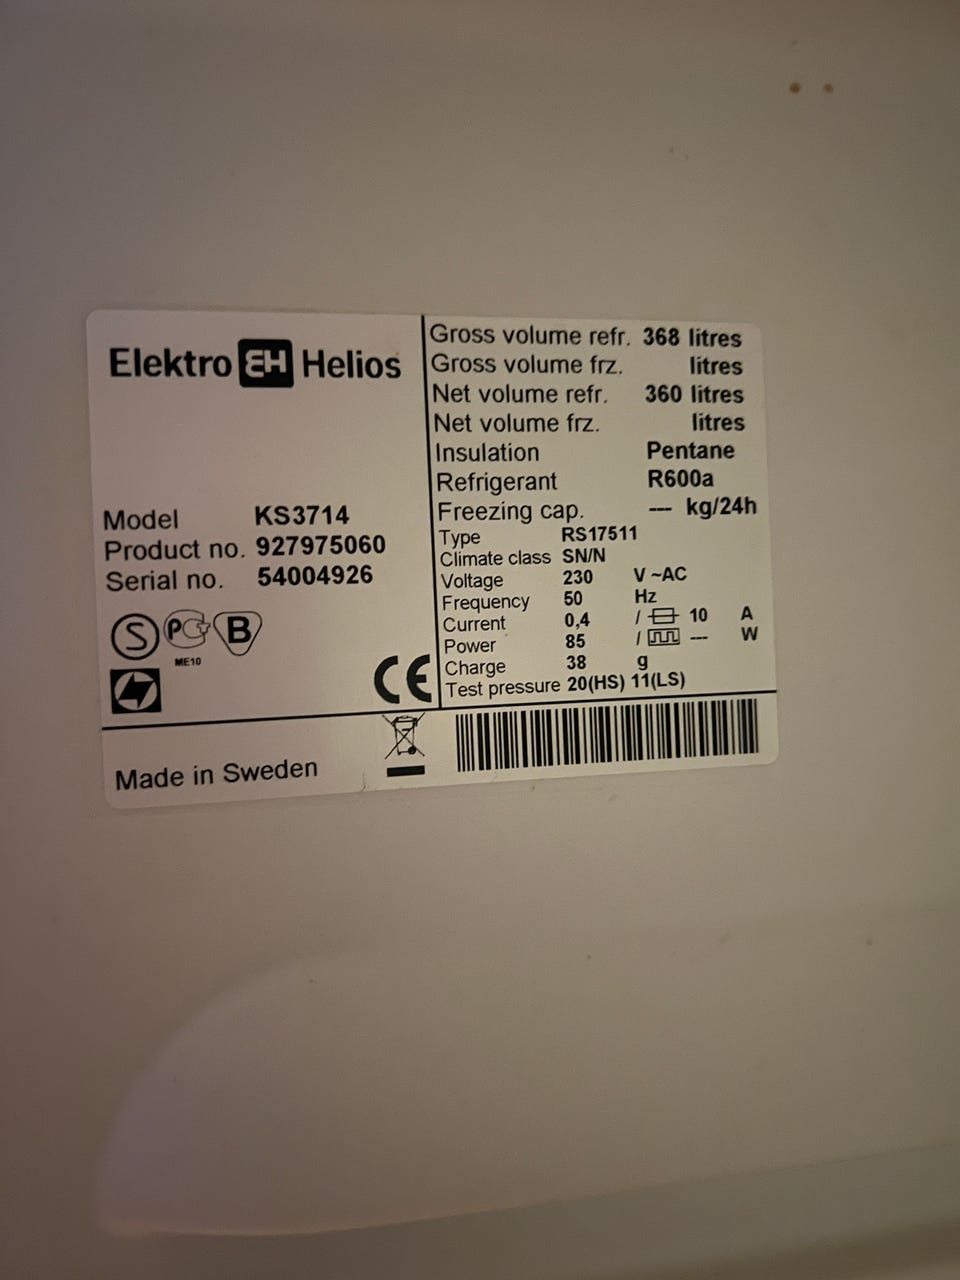 Elektro EH Helios
Model KS3714
Product no. 927975060
Serial no. 54004926
S PCT B
ME10
CE
Gross volume refr. 368 litres
Gross volume frz. litres
Net volume refr. 360 litres
Net volume frz. litres
Insulation Pentane
Refrigerant R600a
Freezing cap. --- kg/24h
Type RS17511
Climate class SN/N
Voltage 230 V ~AC
Frequency 50 Hz
Current 0,4 / 10 A
Power 85 / --- W
Charge 38 g
Test pressure 20(HS) 11(LS)
Made in Sweden